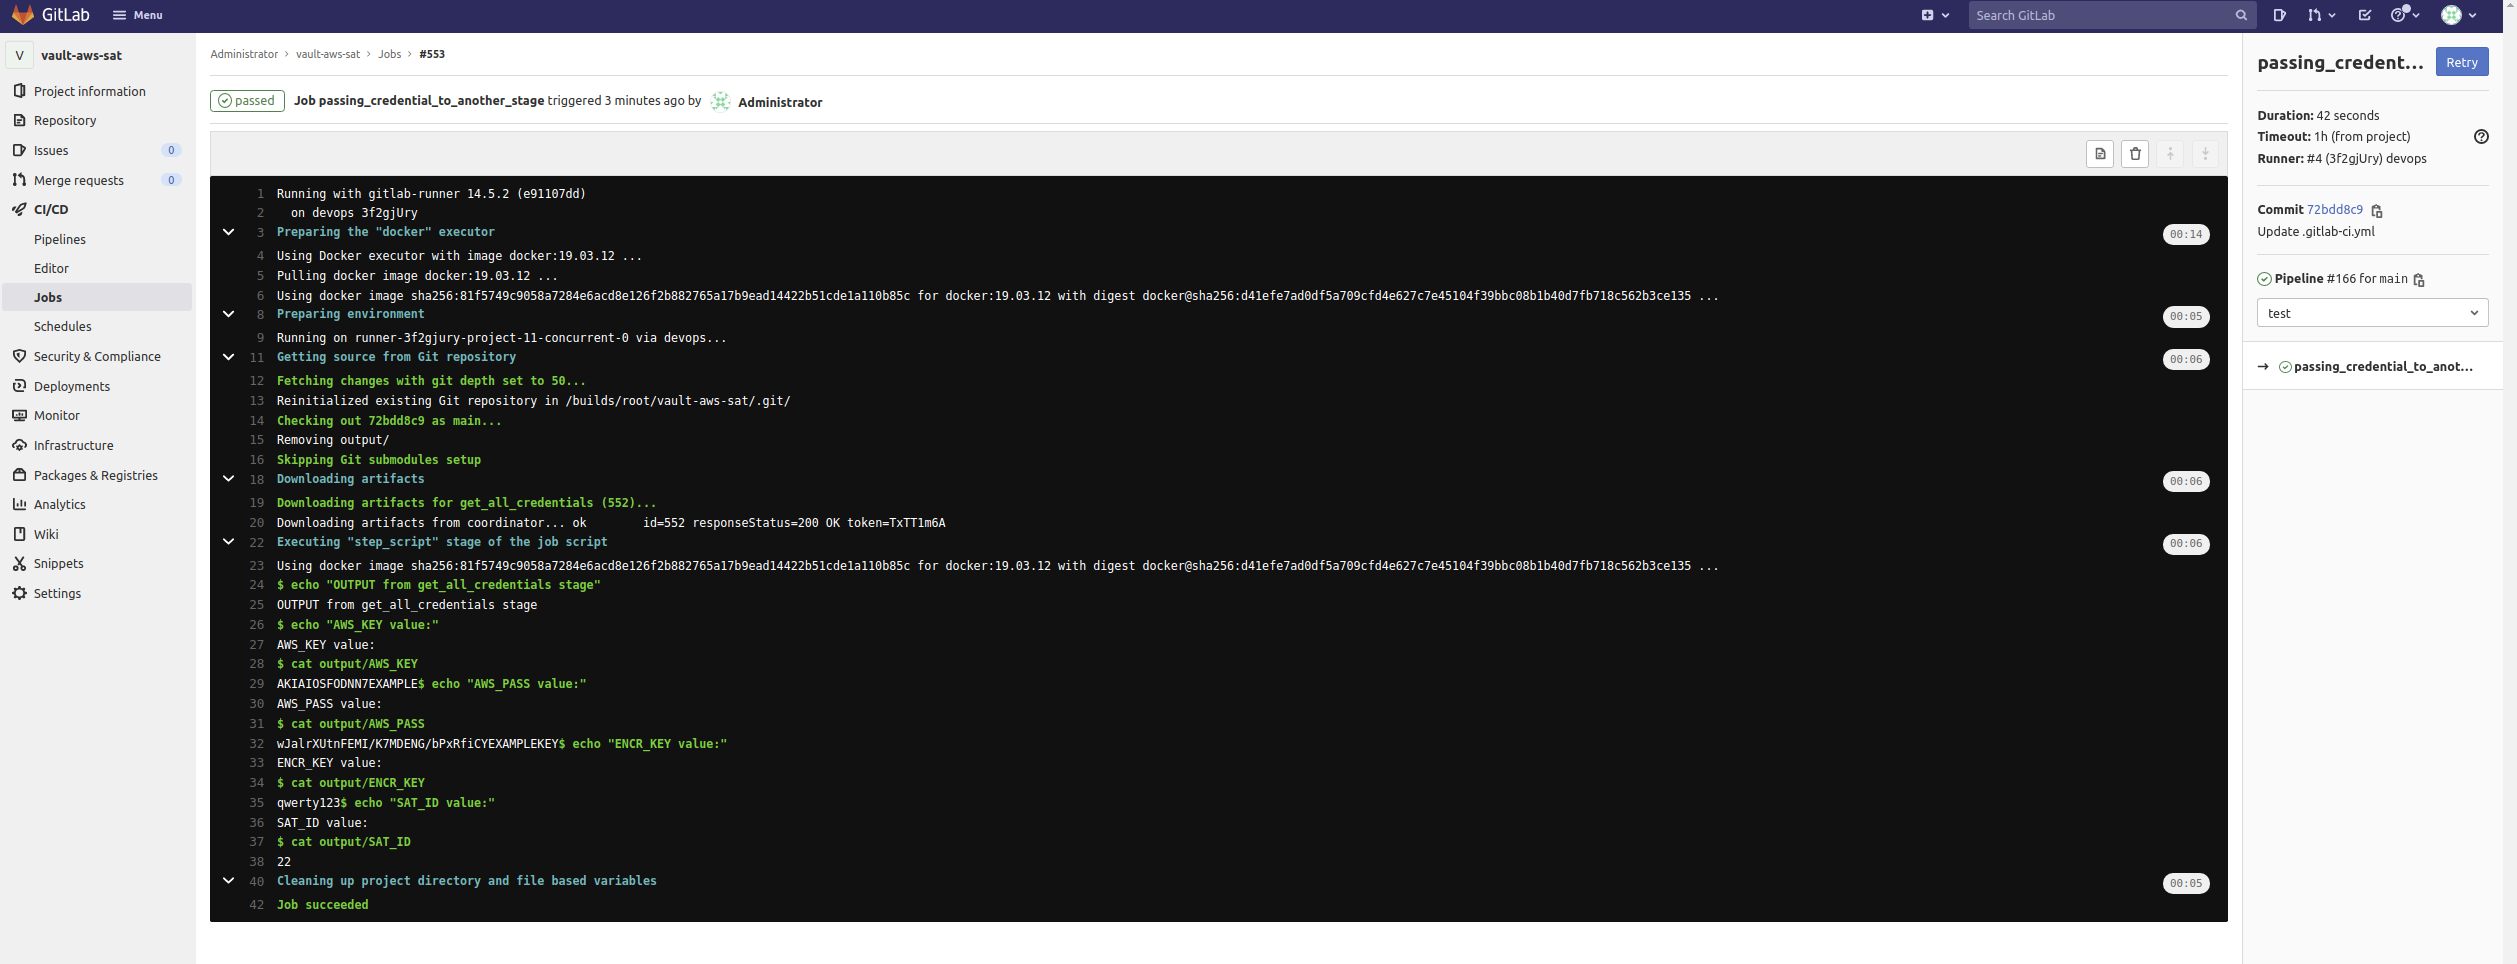 GitLab Menu Search GitLab
V vault-aws-sat
Project information
Repository
Issues 0
Merge requests 0
CI/CD
Pipelines
Editor
Jobs
Schedules
Security & Compliance
Deployments
Monitor
Infrastructure
Packages & Registries
Analytics
Wiki
Snippets
Settings
Administrator > vault-aws-sat > Jobs > #553
passed Job passing_credential_to_another_stage triggered 3 minutes ago by Administrator
1 Running with gitlab-runner 14.5.2 (e91107dd)
2 on devops 3f2gjUry
3 Preparing the "docker" executor 00:14
4 Using Docker executor with image docker:19.03.12 ...
5 Pulling docker image docker:19.03.12 ...
6 Using docker image sha256:81f5749c9058a7284e6acd8e126f2b882765a17b9ead14422b51cde1a110b85c for docker:19.03.12 with digest docker@sha256:d41efe7ad0df5a709cfd4e627c7e45104f39bbc08b1b40d7fb718c562b3ce135 ...
8 Preparing environment 00:05
9 Running on runner-3f2gjury-project-11-concurrent-0 via devops...
11 Getting source from Git repository 00:06
12 Fetching changes with git depth set to 50...
13 Reinitialized existing Git repository in /builds/root/vault-aws-sat/.git/
14 Checking out 72bdd8c9 as main...
15 Removing output/
16 Skipping Git submodules setup
18 Downloading artifacts 00:06
19 Downloading artifacts for get_all_credentials (552)...
20 Downloading artifacts from coordinator... ok id=552 responseStatus=200 OK token=TxTT1m6A
22 Executing "step_script" stage of the job script 00:06
23 Using docker image sha256:81f5749c9058a7284e6acd8e126f2b882765a17b9ead14422b51cde1a110b85c for docker:19.03.12 with digest docker@sha256:d41efe7ad0df5a709cfd4e627c7e45104f39bbc08b1b40d7fb718c562b3ce135 ...
24 $ echo "OUTPUT from get_all_credentials stage"
25 OUTPUT from get_all_credentials stage
26 $ echo "AWS_KEY value:"
27 AWS_KEY value:
28 $ cat output/AWS_KEY
29 AKIAIOSFODNN7EXAMPLE$ echo "AWS_PASS value:"
30 AWS_PASS value:
31 $ cat output/AWS_PASS
32 wJalrXUtnFEMI/K7MDENG/bPxRfiCYEXAMPLEKEY$ echo "ENCR_KEY value:"
33 ENCR_KEY value:
34 $ cat output/ENCR_KEY
35 qwerty123$ echo "SAT_ID value:"
36 SAT_ID value:
37 $ cat output/SAT_ID
38 22
40 Cleaning up project directory and file based variables 00:05
42 Job succeeded
passing_credent... Retry
Duration: 42 seconds
Timeout: 1h (from project)
Runner: #4 (3f2gjUry) devops
Commit 72bdd8c9
Update .gitlab-ci.yml
Pipeline #166 for main
test
→ passing_credential_to_anot...